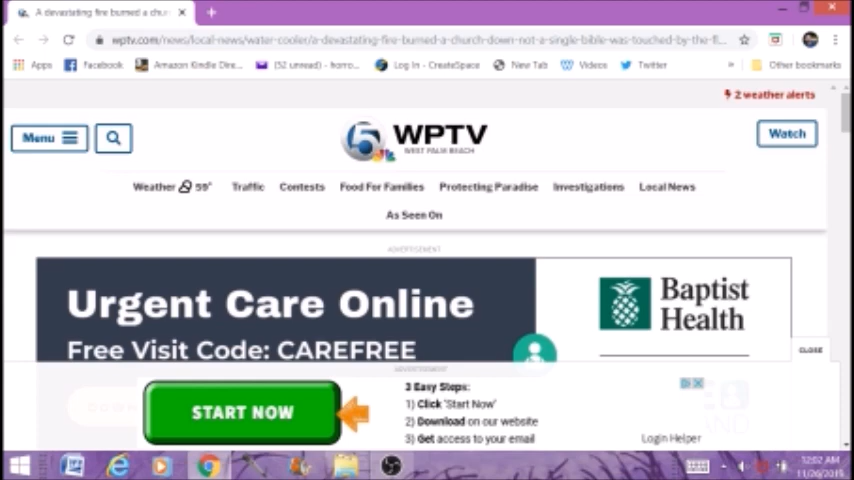 A devastating fire burned a chur
wptv.com/news/local-news/water-cooler/a-devastating-fire-burned-a-church-down-not-a-single-bible-was-touched-by-the-fl...
Apps Facebook Amazon Kindle Dire... (52 unread) - horro... Log In - CreateSpace New Tab Videos Twitter » Other bookmarks
2 weather alerts
Menu
5 WPTV
WEST PALM BEACH
Watch
Weather 59° Traffic Contests Food For Families Protecting Paradise Investigations Local News
As Seen On
ADVERTISEMENT
Urgent Care Online
Free Visit Code: CAREFREE
Baptist
Health
CLOSE
ADVERTISEMENT
START NOW
3 Easy Steps:
1) Click 'Start Now'
2) Download on our website
3) Get access to your email
Login Helper
12:02 AM